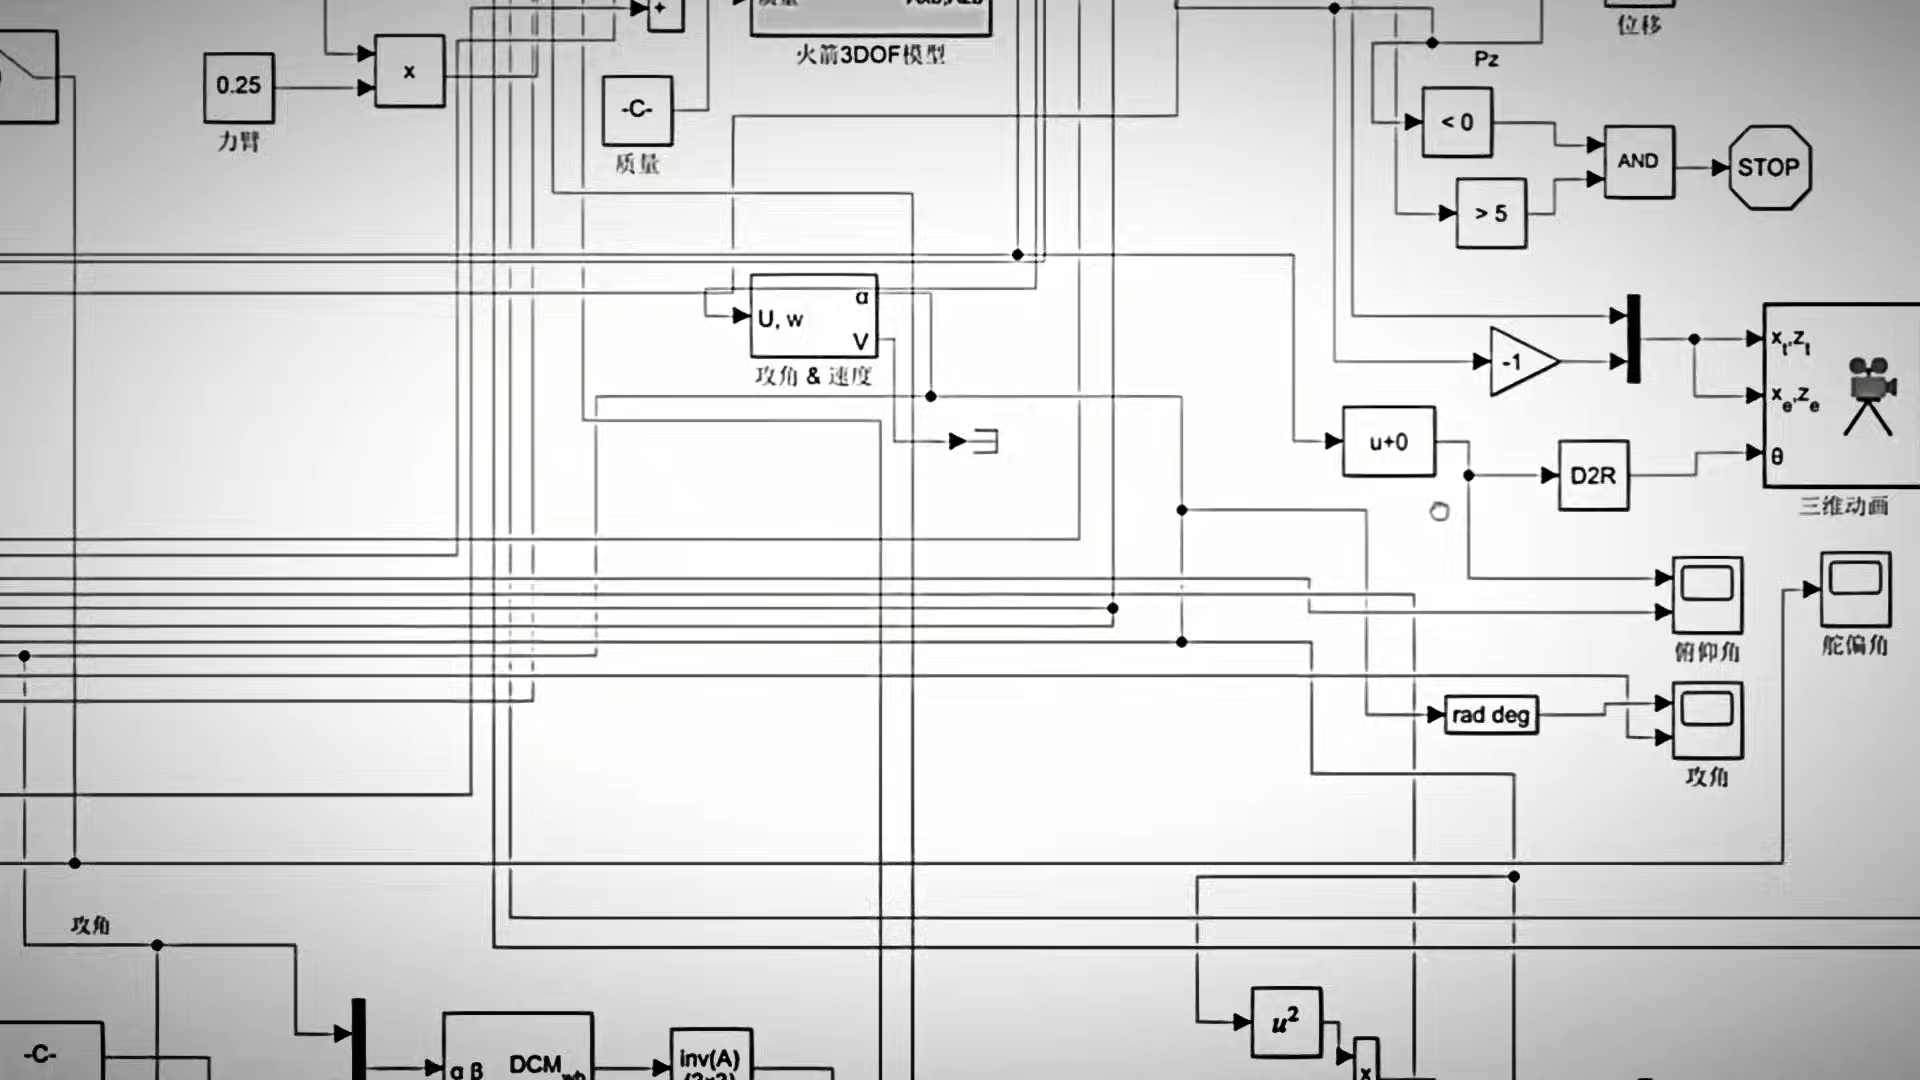 位移
+
火箭3DOF模型
Pz
0.25
x
力臂
-C-
质量
< 0
AND
STOP
> 5
U, w
α
V
攻角 & 速度
-1
xt,zt
xe,ze
θ
三维动画
u+0
D2R
俯仰角
舵偏角
rad deg
攻角
攻角
-C-
α β
DCM
inv(A)
u²
x